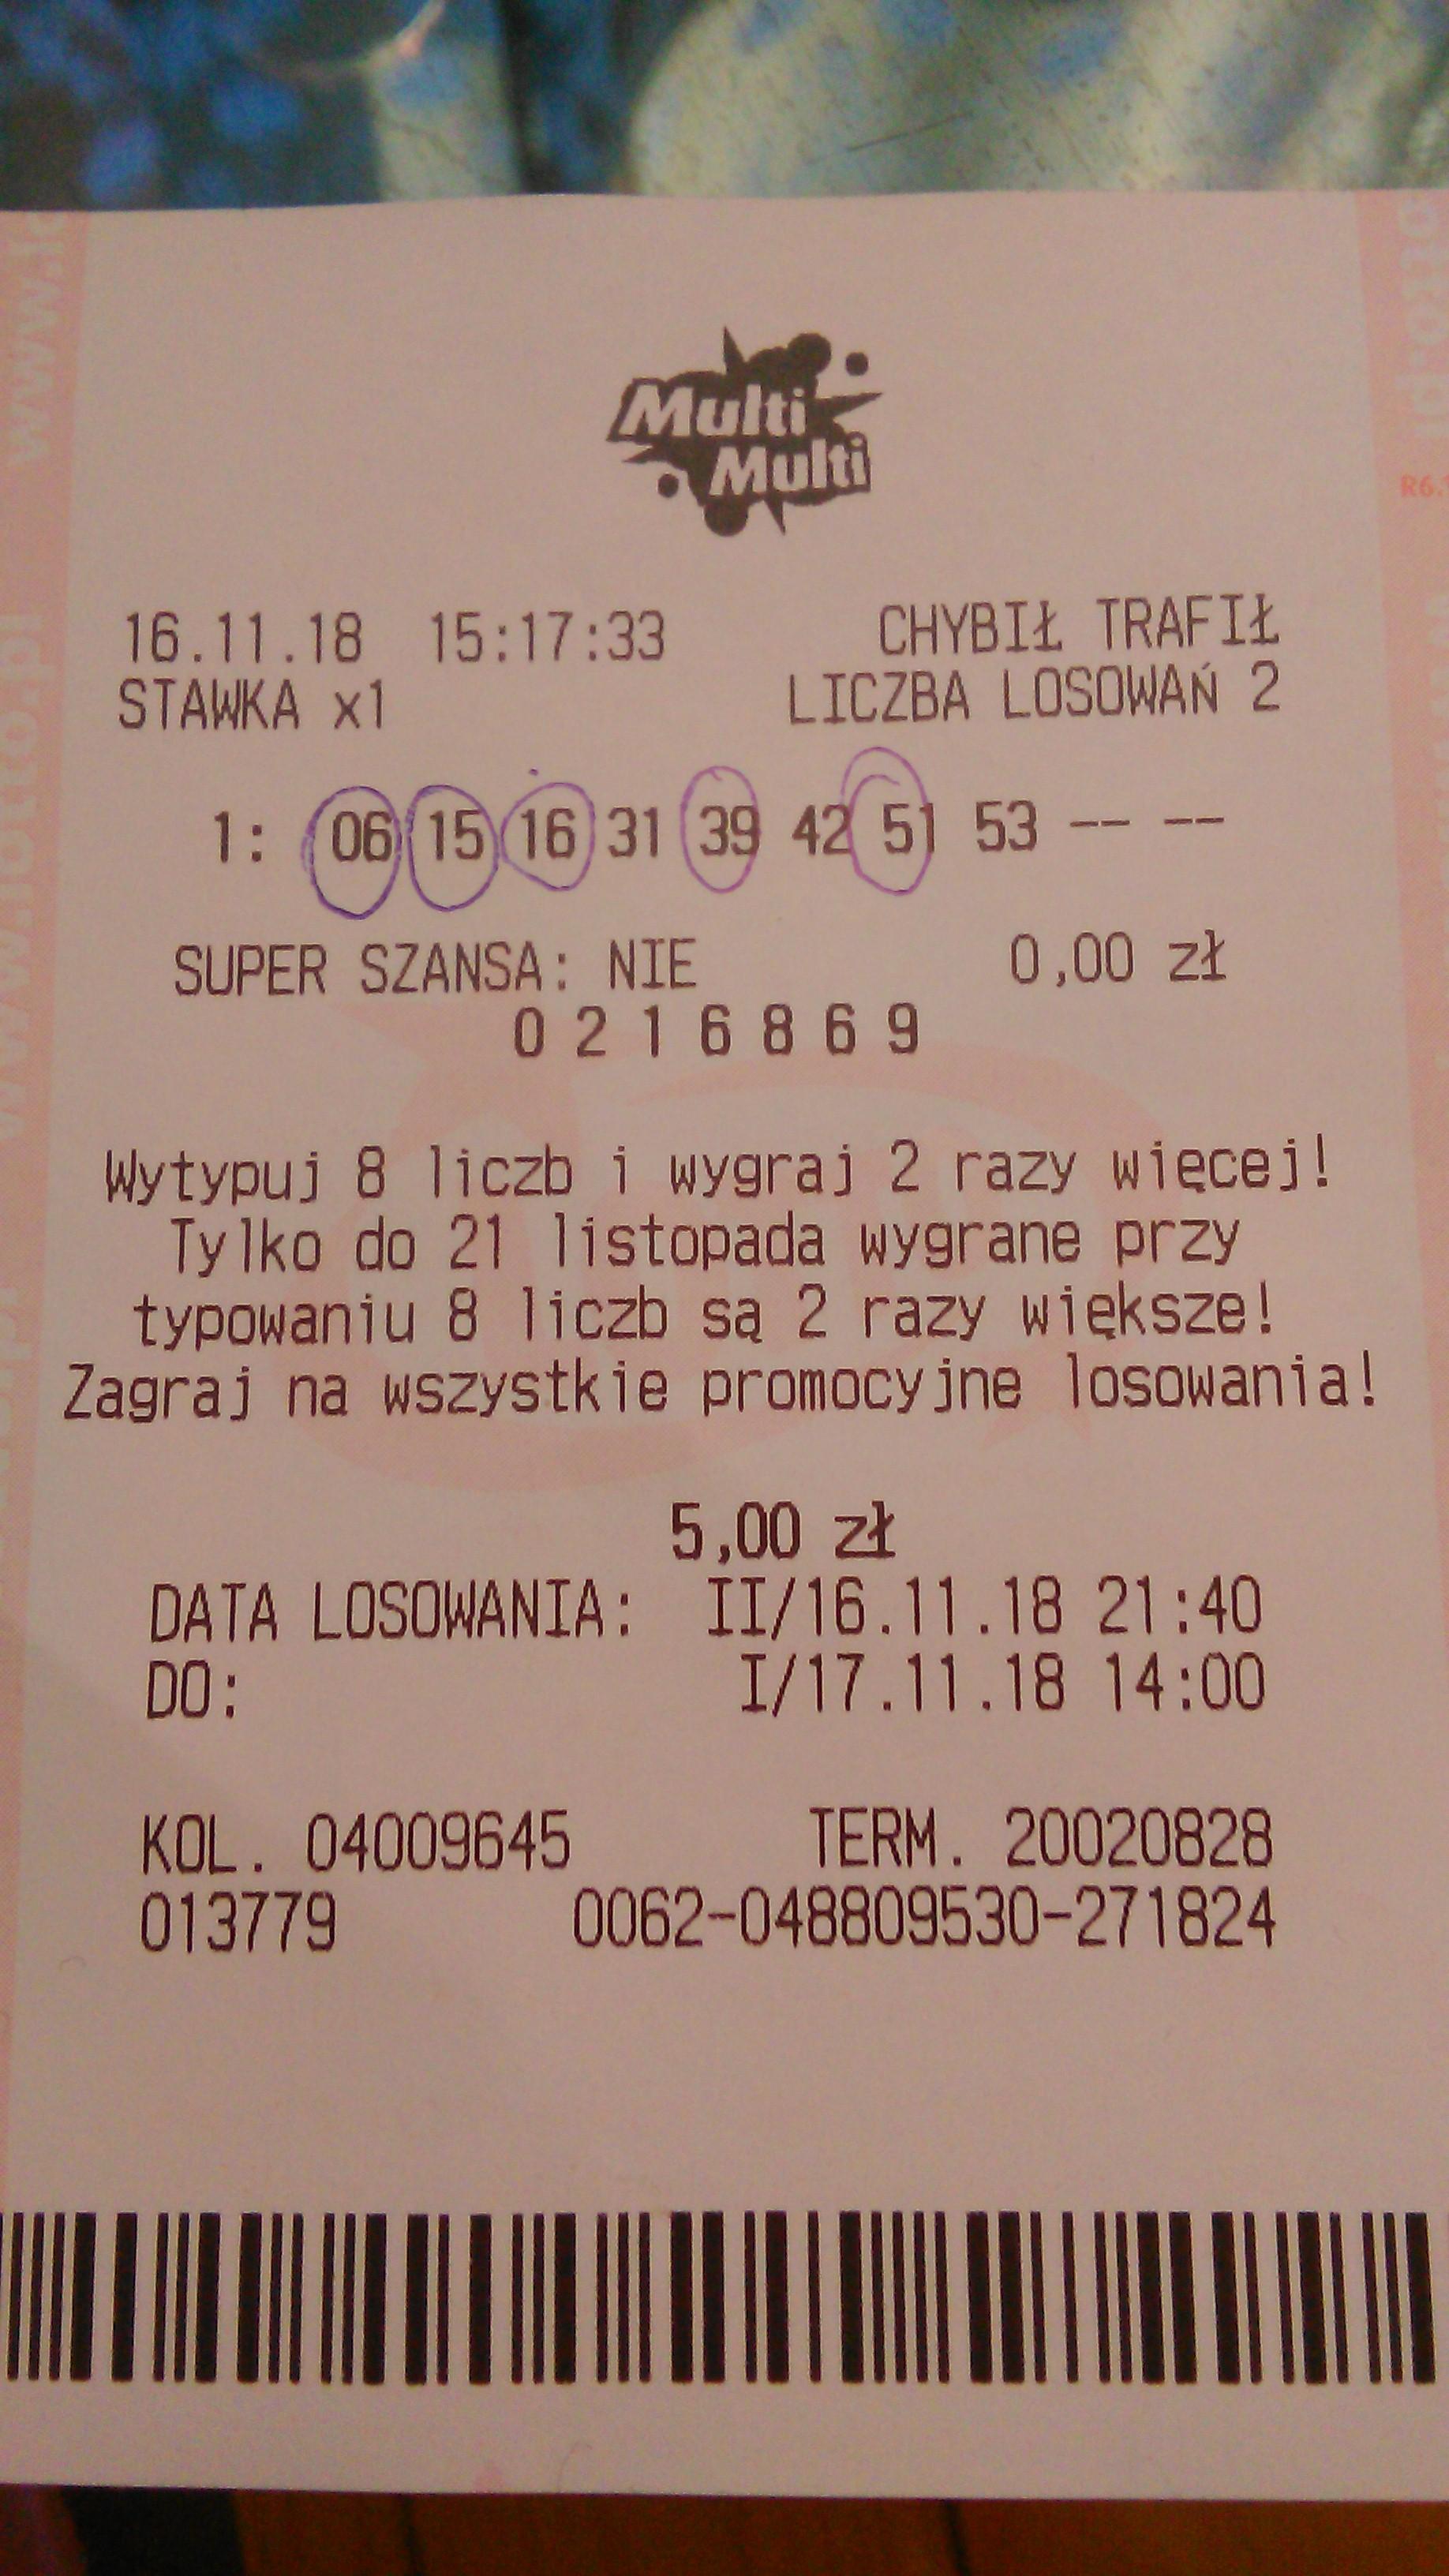 Multi
Multi
16.11.18 15:17:33 CHYBIŁ TRAFIŁ
STAWKA x1 LICZBA LOSOWAŃ 2
1: 06 15 16 31 39 42 51 53 -- --
SUPER SZANSA: NIE 0,00 zł
0 2 1 6 8 6 9
Wytypuj 8 liczb i wygraj 2 razy więcej!
Tylko do 21 listopada wygrane przy
typowaniu 8 liczb są 2 razy większe!
Zagraj na wszystkie promocyjne losowania!
5,00 zł
DATA LOSOWANIA: II/16.11.18 21:40
DO: I/17.11.18 14:00
KOL. 04009645 TERM. 20020828
013779 0062-048809530-271824